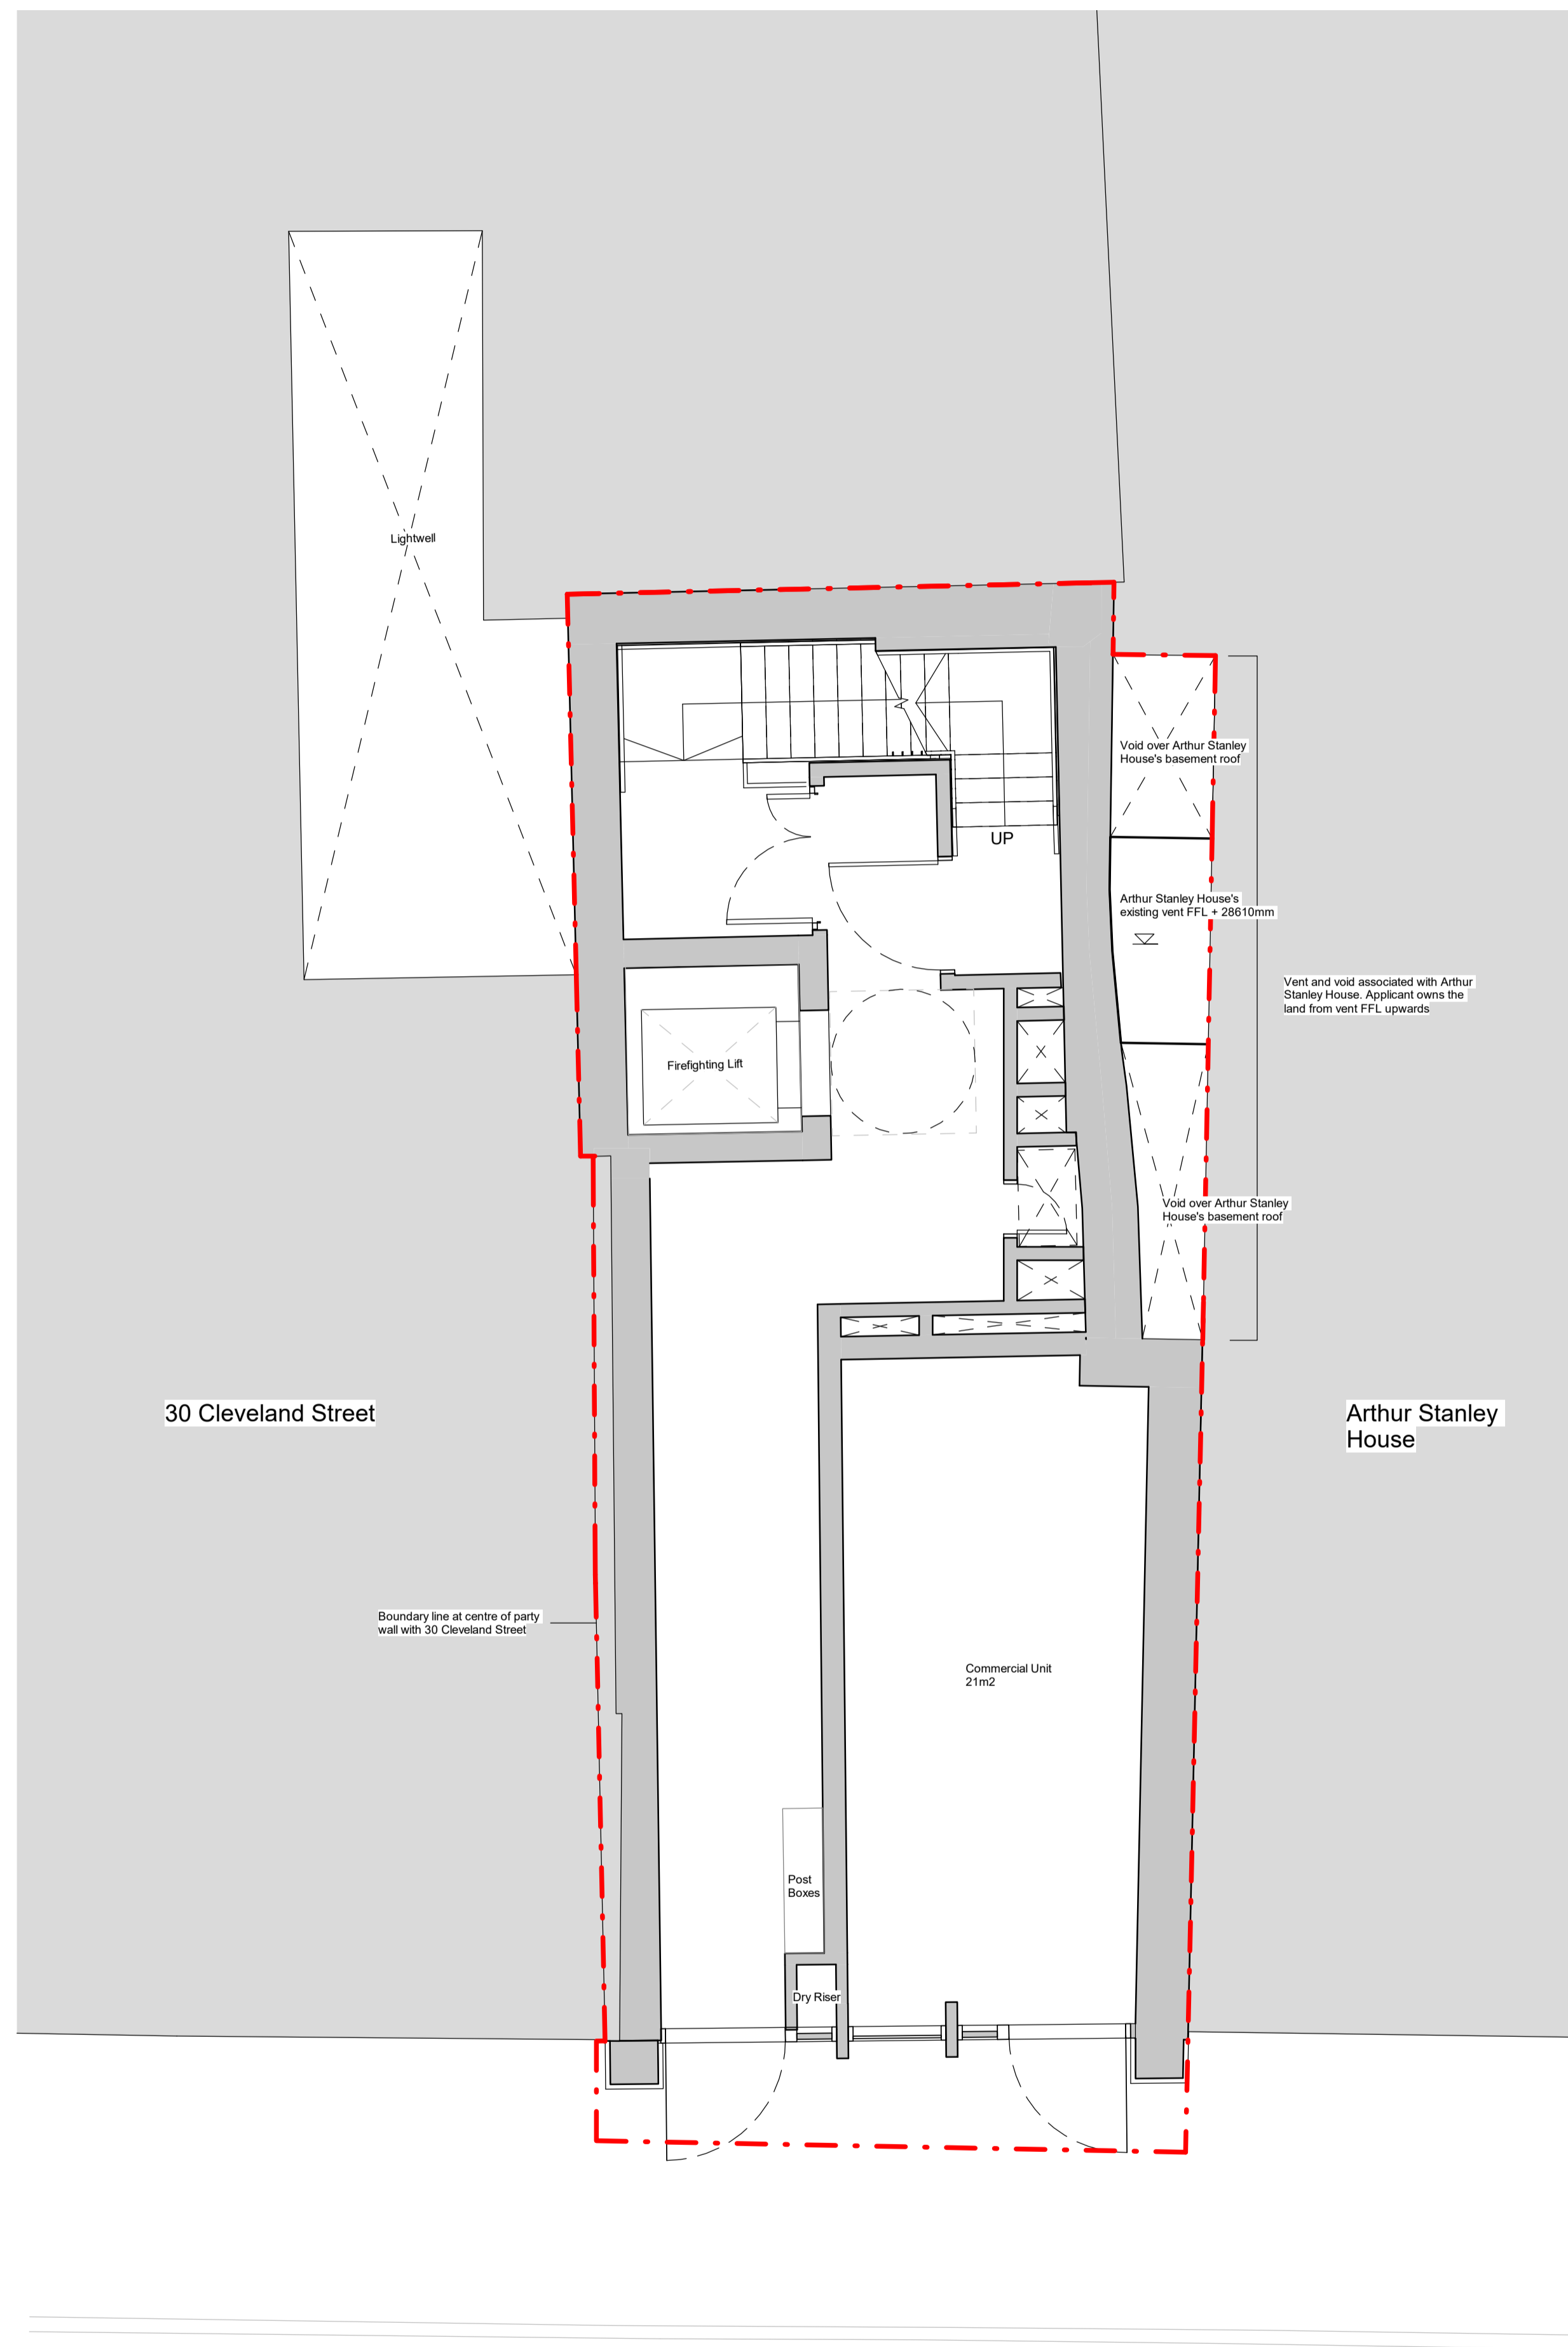 Lightwell
Void over Arthur Stanley
House's basement roof
UP
Arthur Stanley House's
existing vent FFL + 28610mm
Vent and void associated with Arthur
Stanley House. Applicant owns the
land from vent FFL upwards
Firefighting Lift
Void over Arthur Stanley
House's basement roof
30 Cleveland Street
Arthur Stanley
House
Boundary line at centre of party
wall with 30 Cleveland Street
Commercial Unit
21m2
Post
Boxes
Dry Riser